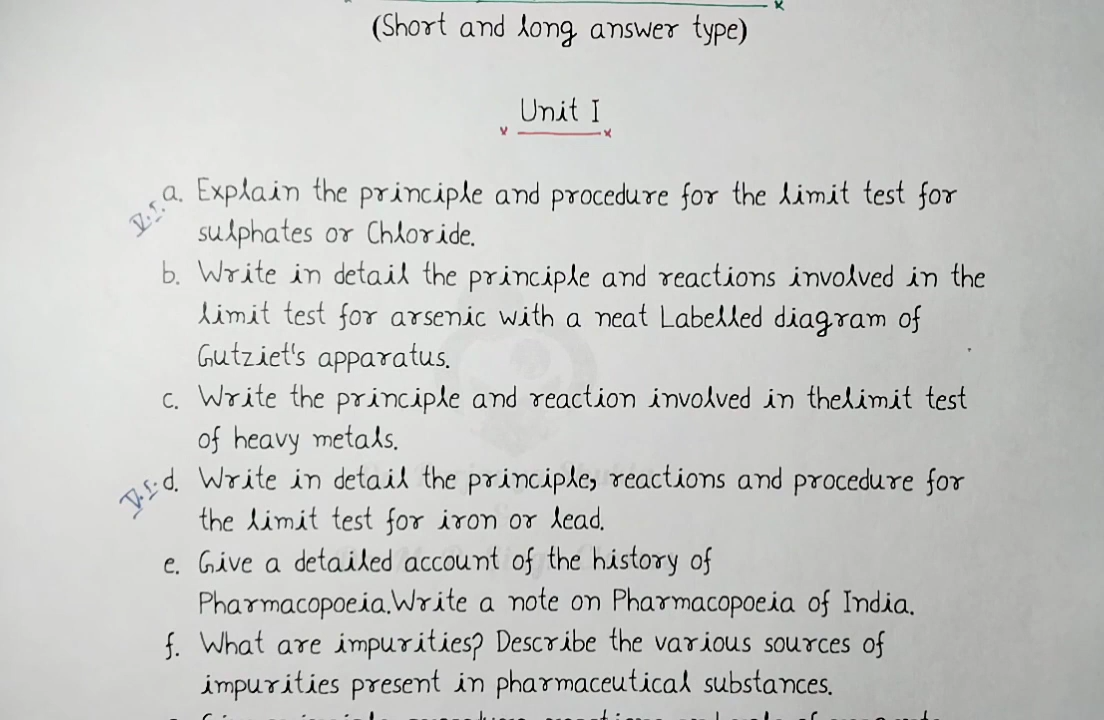 (Short and long answer type)
Unit I
V.I. a. Explain the principle and procedure for the limit test for
sulphates or Chloride.
b. Write in detail the principle and reactions involved in the
limit test for arsenic with a neat Labelled diagram of
Gutziet's apparatus.
c. Write the principle and reaction involved in thelimit test
of heavy metals.
V.I. d. Write in detail the principle, reactions and procedure for
the limit test for iron or lead.
e. Give a detailed account of the history of
Pharmacopoeia.Write a note on Pharmacopoeia of India.
f. What are impurities? Describe the various sources of
impurities present in pharmaceutical substances.